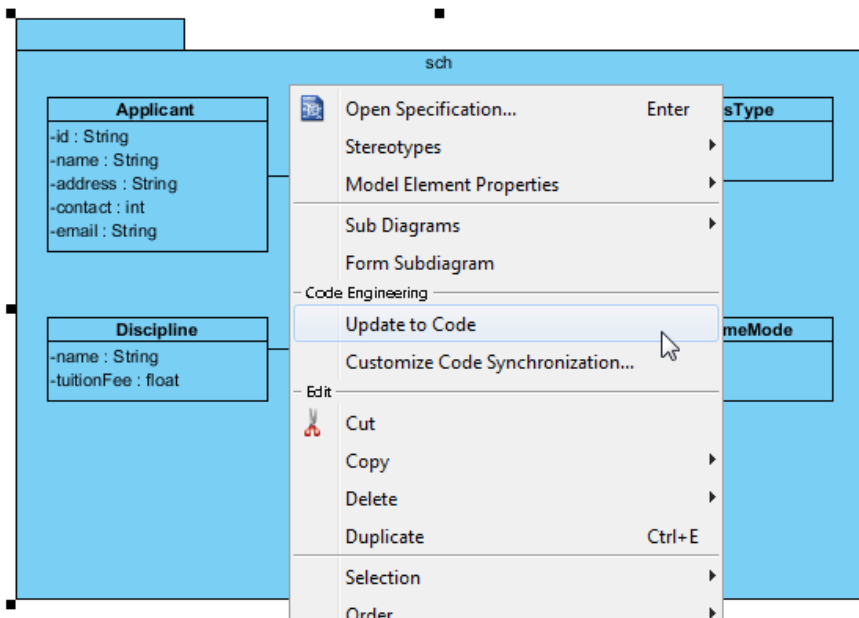 sch
Applicant
-id : String
-name : String
-address : String
-contact : int
-email : String
Discipline
-name : String
-tuitionFee : float
Open Specification... Enter
Stereotypes
Model Element Properties
Sub Diagrams
Form Subdiagram
Code Engineering
Update to Code
Customize Code Synchronization...
Edit
Cut
Copy
Delete
Duplicate Ctrl+E
Selection
Order
sType
meMode